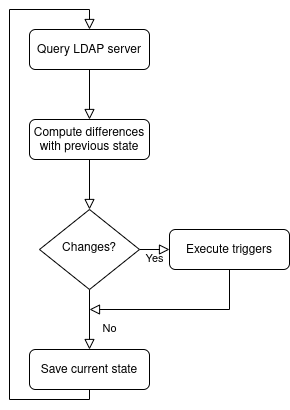 Query LDAP server
Compute differences
with previous state
Changes?
Yes
Execute triggers
No
Save current state